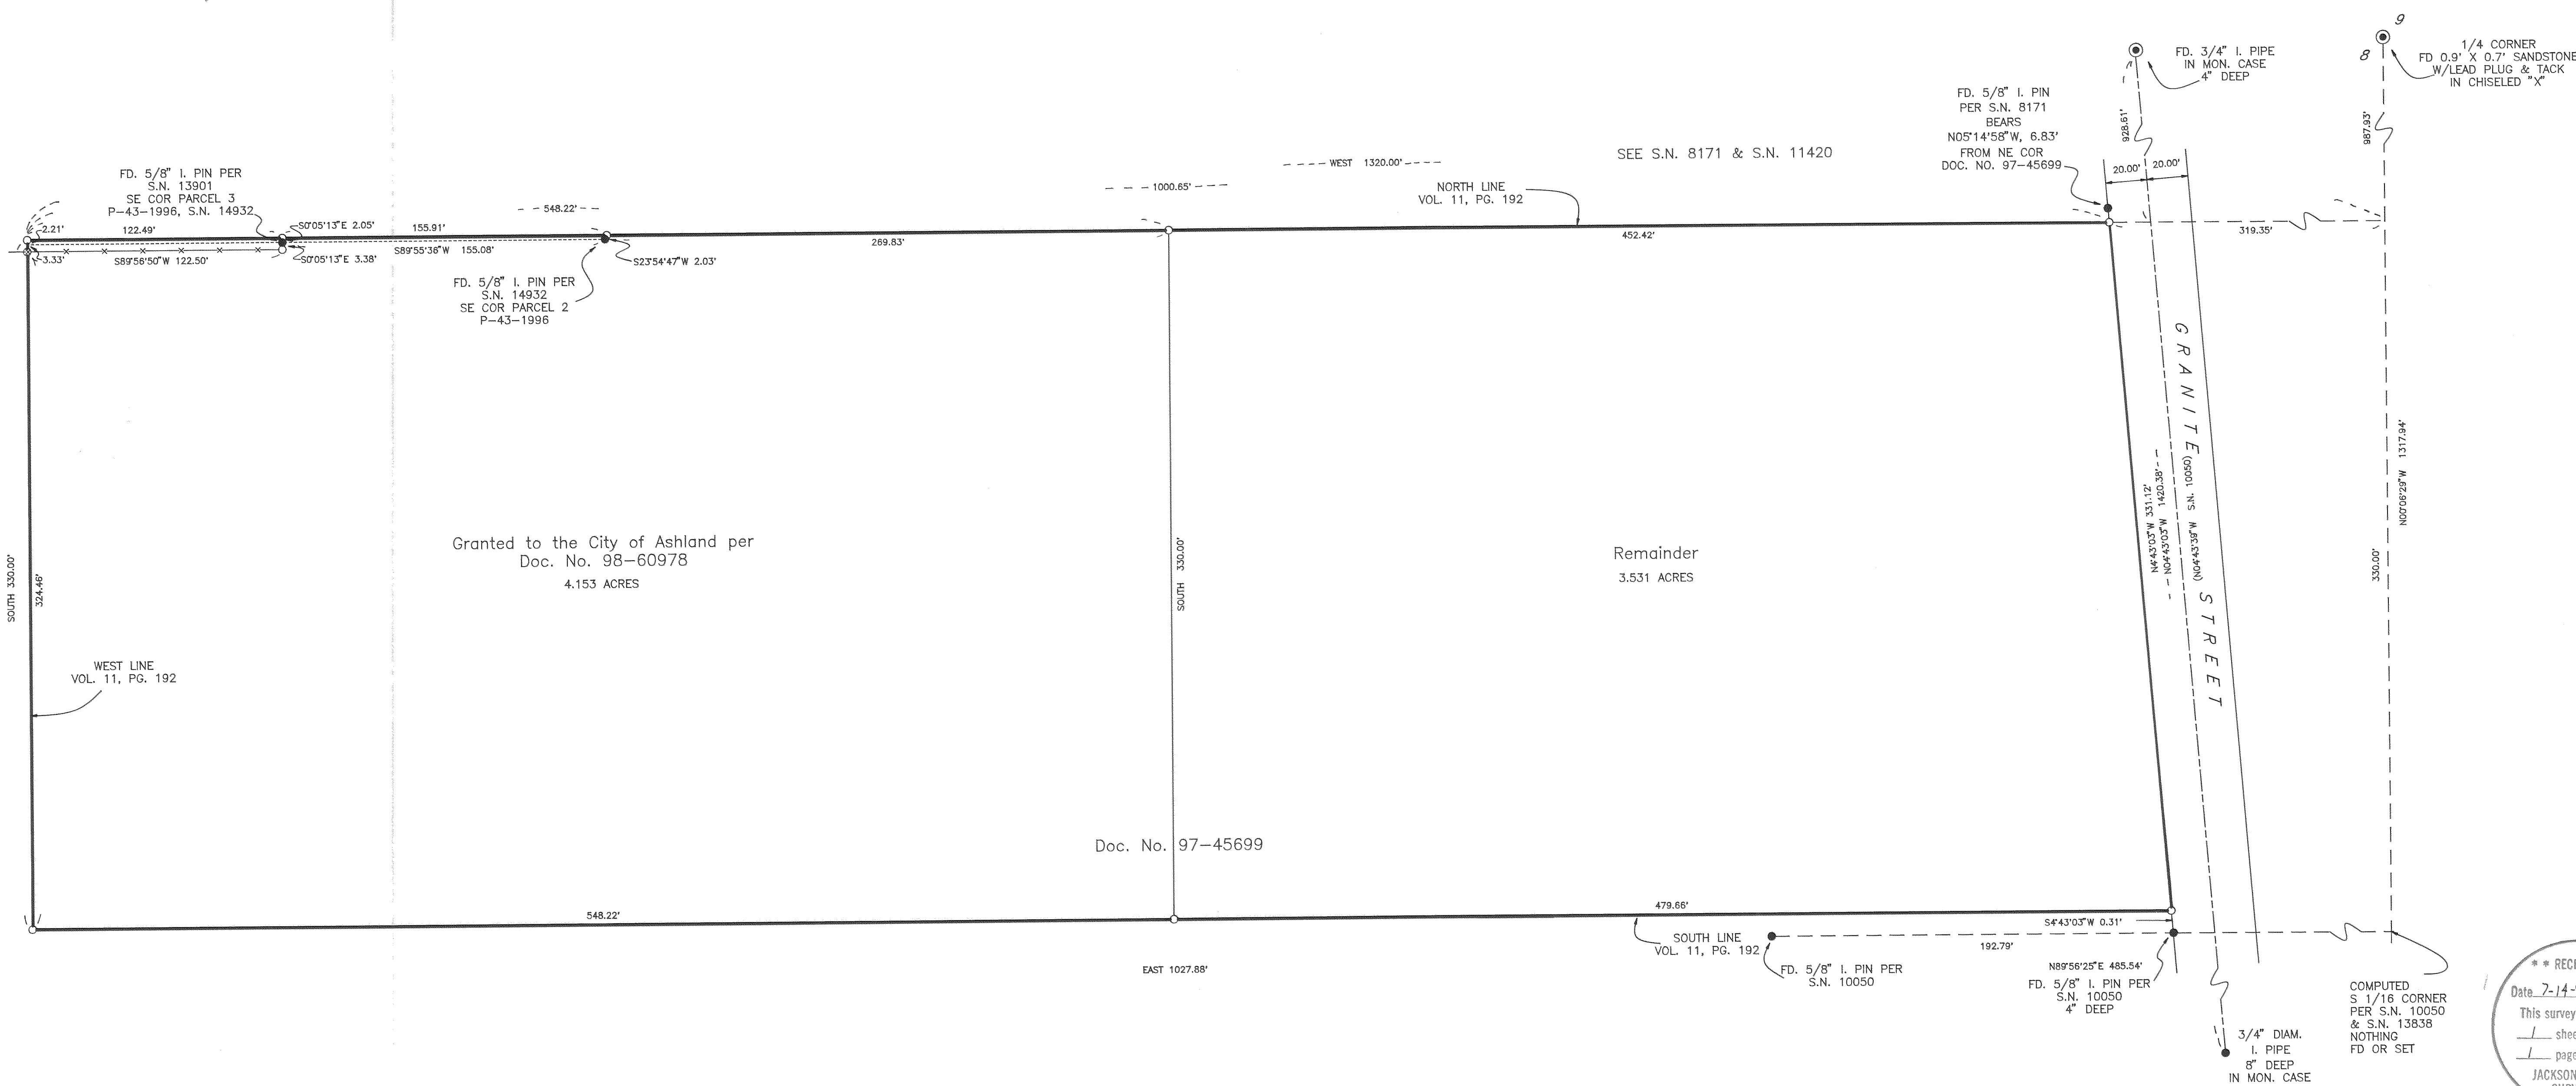 9
8
1/4 CORNER
FD 0.9' X 0.7' SANDSTONE
W/LEAD PLUG & TACK
IN CHISELED "X"
FD. 3/4" I. PIPE
IN MON. CASE
4" DEEP
FD. 5/8" I. PIN
PER S.N. 8171
BEARS
N05°14'58"W, 6.83'
FROM NE COR
DOC. NO. 97-45699
928.61'
987.93'
20.00'
20.00'
SEE S.N. 8171 & S.N. 11420
WEST 1320.00'
1000.65'
548.22'
NORTH LINE
VOL. 11, PG. 192
FD. 5/8" I. PIN PER
S.N. 13901
SE COR PARCEL 3
P-43-1996, S.N. 14932
2.21'
122.49'
S0°05'13"E 2.05'
155.91'
269.83'
452.42'
319.35'
3.33'
S89°56'50"W 122.50'
S0°05'13"E 3.38'
S89°55'38"W 155.08'
S23°54'47"W 2.03'
FD. 5/8" I. PIN PER
S.N. 14932
SE COR PARCEL 2
P-43-1996
GRANITE STREET
(N04°43'39"W S.N. 10050)
N4°43'03"W 331.12'
N04°43'03"W 1420.38'
N00°06'29"W 1317.94'
330.00'
SOUTH 330.00'
324.46'
SOUTH 330.00'
Granted to the City of Ashland per
Doc. No. 98-60978
4.153 ACRES
Remainder
3.531 ACRES
WEST LINE
VOL. 11, PG. 192
Doc. No. 97-45699
548.22'
479.66'
S4°43'03"W 0.31'
SOUTH LINE
VOL. 11, PG. 192
192.79'
EAST 1027.88'
FD. 5/8" I. PIN PER
S.N. 10050
N89°56'25"E 485.54'
FD. 5/8" I. PIN PER
S.N. 10050
4" DEEP
COMPUTED
S 1/16 CORNER
PER S.N. 10050
& S.N. 13838
NOTHING
FD OR SET
3/4" DIAM.
I. PIPE
8" DEEP
IN MON. CASE
* * RECE
Date 7-14-
This survey
1 shee
1 page
JACKSON